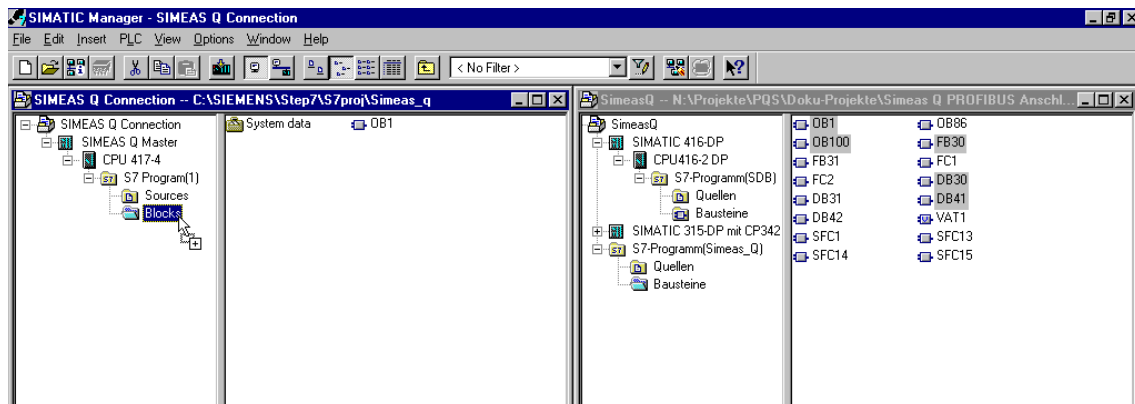 SIMATIC Manager - SIMEAS Q Connection
File Edit Insert PLC View Options Window Help
< No Filter >
SIMEAS Q Connection -- C:\SIEMENS\Step7\S7proj\Simeas_q
SIMEAS Q Connection
SIMEAS Q Master
CPU 417-4
S7 Program(1)
Sources
Blocks
System data OB1
SimeasQ -- N:\Projekte\PQS\Doku-Projekte\Simeas Q PROFIBUS Anschl...
SimeasQ
SIMATIC 416-DP
CPU416-2 DP
S7-Programm(SDB)
Quellen
Bausteine
SIMATIC 315-DP mit CP342
S7-Programm(Simeas_Q)
Quellen
Bausteine
OB1 OB86
OB100 FB30
FB31 FC1
FC2 DB30
DB31 DB41
DB42 VAT1
SFC1 SFC13
SFC14 SFC15